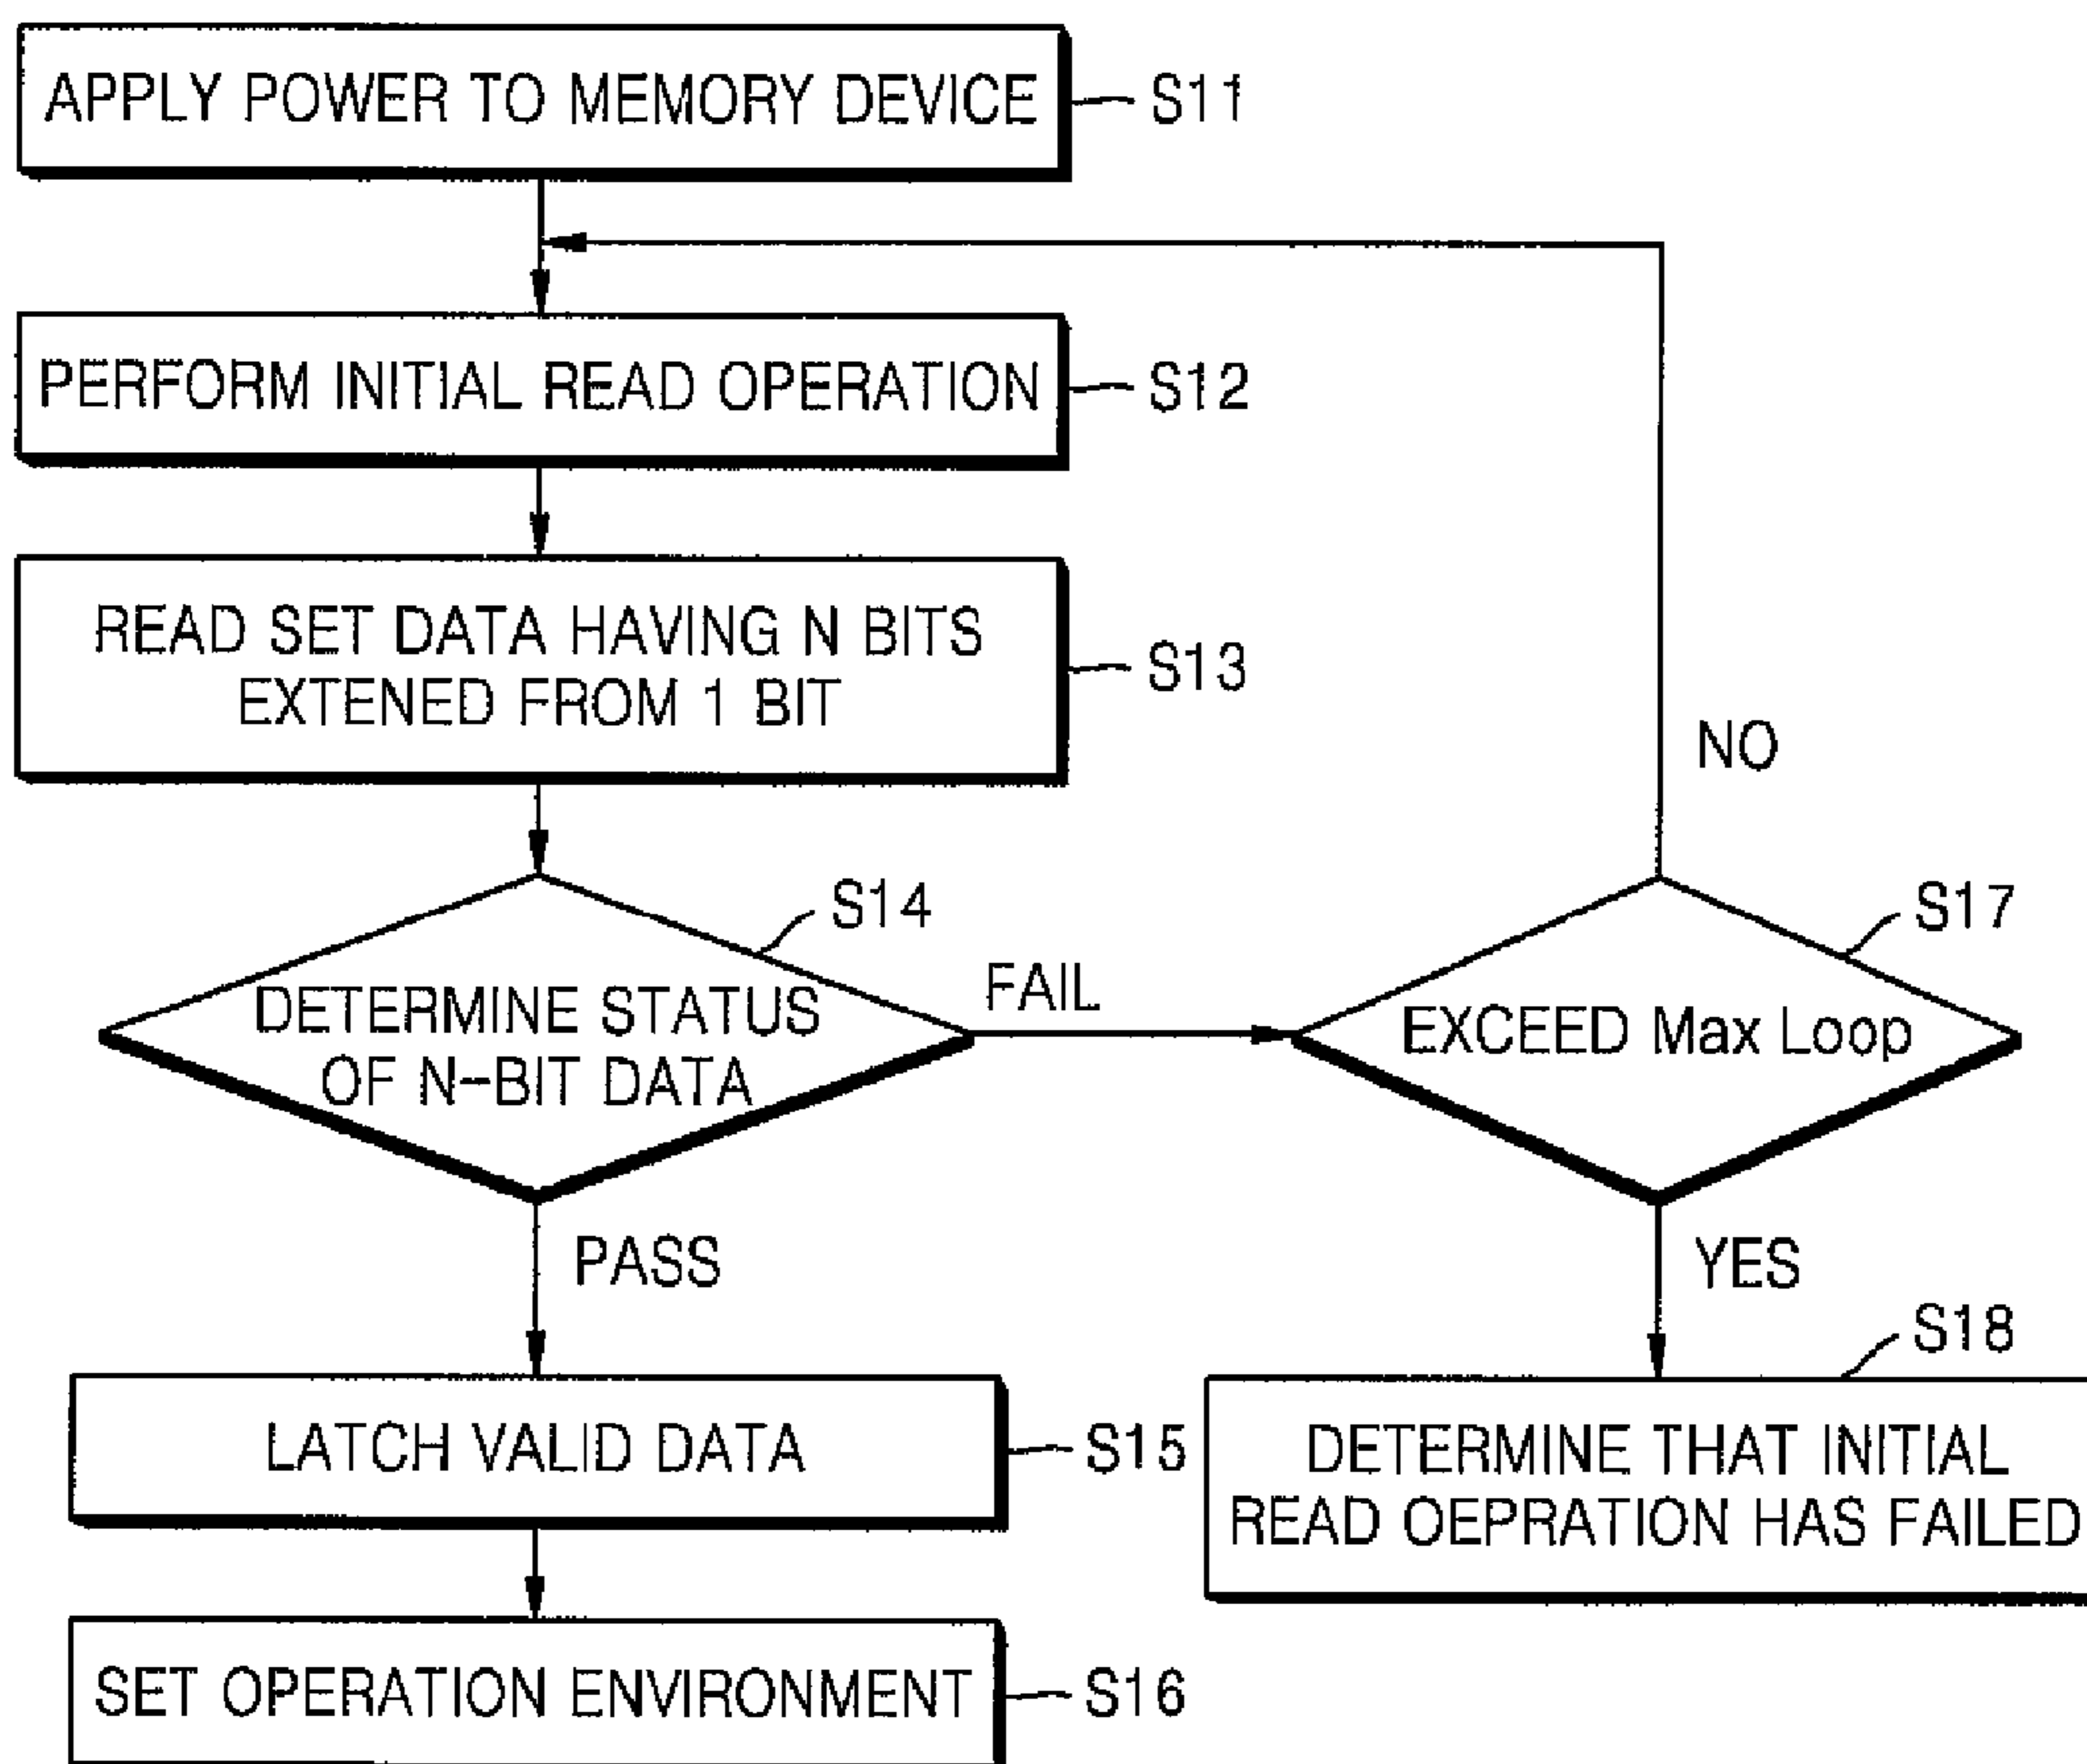 APPLY POWER TO MEMORY DEVICE
S11
PERFORM INITIAL READ OPERATION
S12
READ SET DATA HAVING N BITS
EXTENED FROM 1 BIT
S13
NO
S14
DETERMINE STATUS
OF N-BIT DATA
FAIL
S17
EXCEED Max Loop
PASS
YES
LATCH VALID DATA
S15
S18
DETERMINE THAT INITIAL
READ OEPRATION HAS FAILED
SET OPERATION ENVIRONMENT
S16